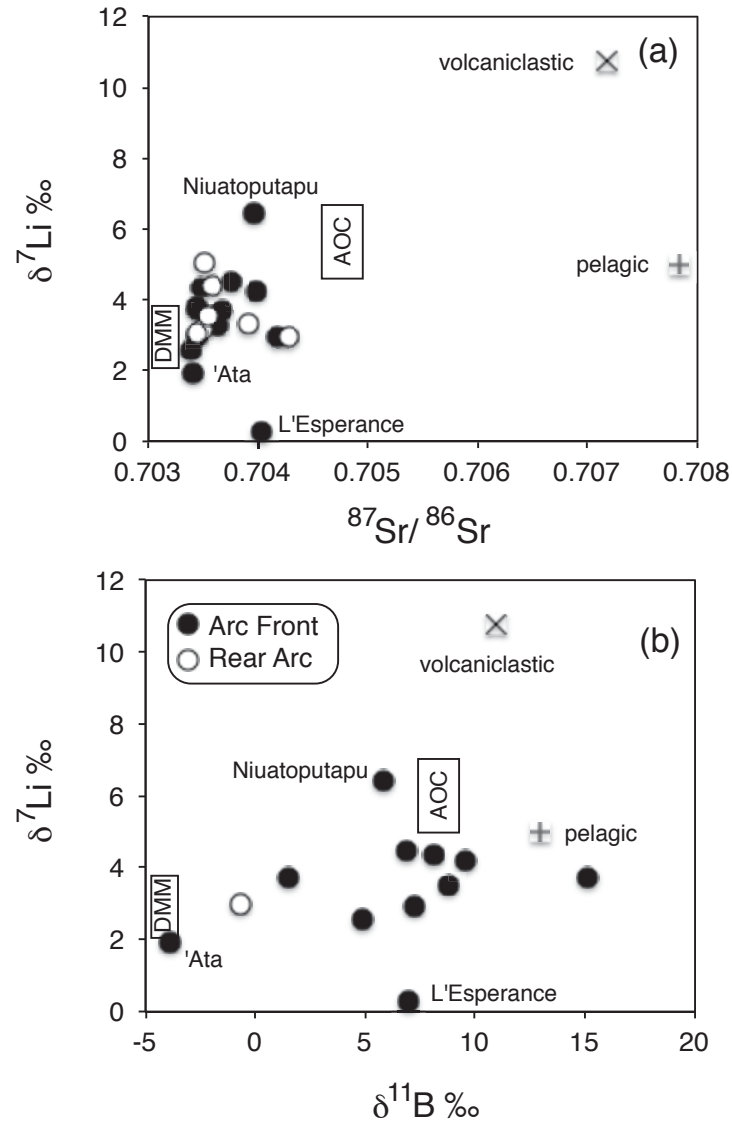 12
10
8
6
4
2
0
δ⁷Li ‰
(a)
volcaniclastic
Niuatoputapu
AOC
pelagic
DMM
'Ata
L'Esperance
0.703 0.704 0.705 0.706 0.707 0.708
⁸⁷Sr/ ⁸⁶Sr
12
10
8
6
4
2
0
δ⁷Li ‰
Arc Front
Rear Arc
(b)
volcaniclastic
Niuatoputapu
AOC
pelagic
DMM
'Ata
L'Esperance
-5 0 5 10 15 20
δ¹¹B ‰